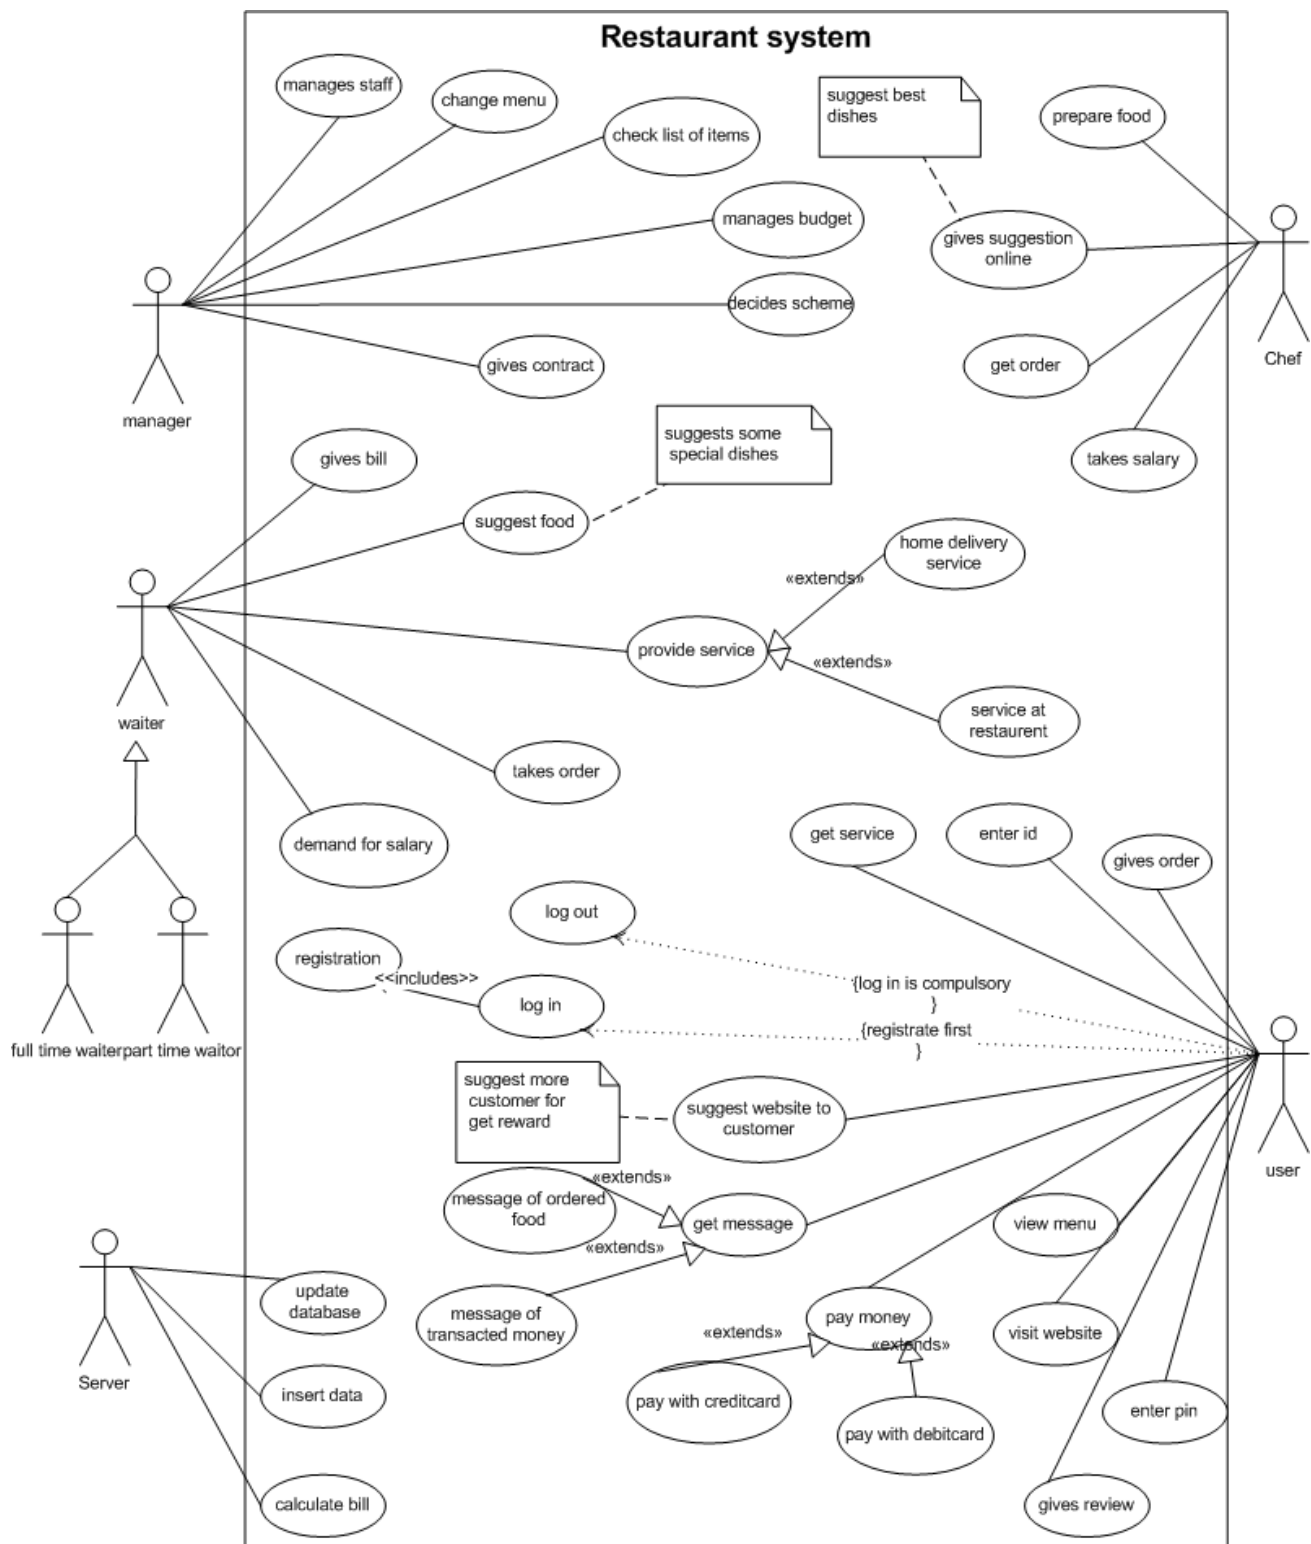 Restaurant system
manages staff
change menu
check list of items
suggest best
dishes
prepare food
manages budget
gives suggestion
online
decides scheme
gives contract
get order
Chef
manager
takes salary
gives bill
suggests some
special dishes
suggest food
home delivery
service
«extends»
provide service
«extends»
service at
restaurent
waiter
takes order
demand for salary
get service
enter id
gives order
log out
registration
<<includes>>
log in
{log in is compulsory
}
{registrate first
}
full time waiter
part time waitor
suggest more
customer for
get reward
suggest website to
customer
user
«extends»
message of ordered
food
get message
view menu
«extends»
update
database
message of
transacted money
pay money
visit website
«extends»
«extends»
Server
insert data
pay with creditcard
pay with debitcard
enter pin
calculate bill
gives review